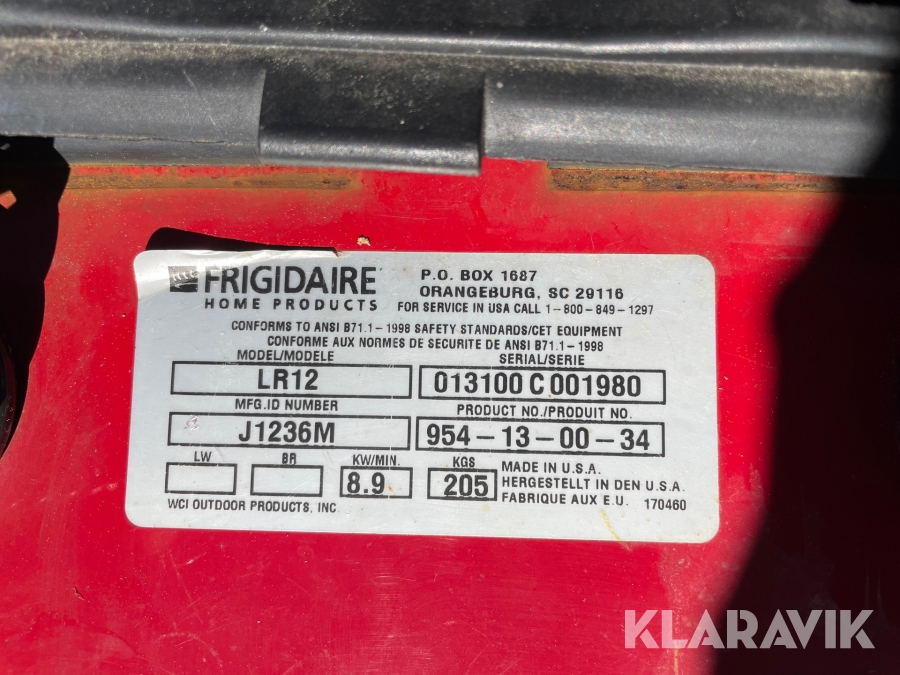 FRIGIDAIRE
HOME PRODUCTS
P.O. BOX 1687
ORANGEBURG, SC 29116
FOR SERVICE IN USA CALL 1-800-849-1297
CONFORMS TO ANSI B71.1-1998 SAFETY STANDARDS/CET EQUIPMENT
CONFORME AUX NORMES DE SECURITE DE ANSI B71.1-1998
MODEL/MODELE SERIAL/SERIE
LR12 013100 C 001980
MFG.ID NUMBER PRODUCT NO./PRODUIT NO.
J1236M 954-13-00-34
LW BR KW/MIN. KGS
8.9 205
MADE IN U.S.A.
HERGESTELLT IN DEN U.S.A.
FABRIQUE AUX E.U. 170460
WCI OUTDOOR PRODUCTS, INC
KLARAVIK